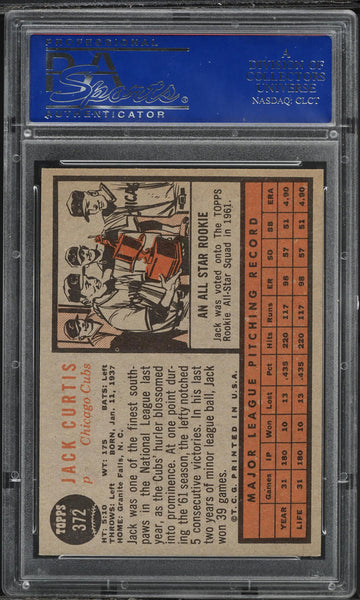 PROFESSIONAL
PSA
Sports
®
AUTHENTICATOR
A
DIVISION OF
COLLECTORS
UNIVERSE
NASDAQ: CLCT
TOPPS
372
JACK CURTIS
p Chicago Cubs
HT: 5:10 WT: 175 BATS: Left
THROWS: Left BORN: Jan. 11, 1937
HOME: Granite Falls, N. C.
Jack was one of the finest south-
paws in the National League last
year, as the Cubs' hurler blossomed
into prominence. At one point dur-
ing the 61 season, the lefty pitched
consecutive victories. In his last
two years of minor league ball, Jack
won 39 games.
© T.C.G. PRINTED IN U.S.A.
AN ALL STAR ROOKIE
Jack was voted onto The TOPPS
Rookie All-Star Squad in 1961.
MAJOR LEAGUE PITCHING RECORD
Games IP Won Lost Pct Hits Runs ER SO BB ERA
YEAR 31 180 10 13 .435 220 117 98 57 51 4.90
LIFE 31 180 10 13 .435 220 117 98 57 51 4.90